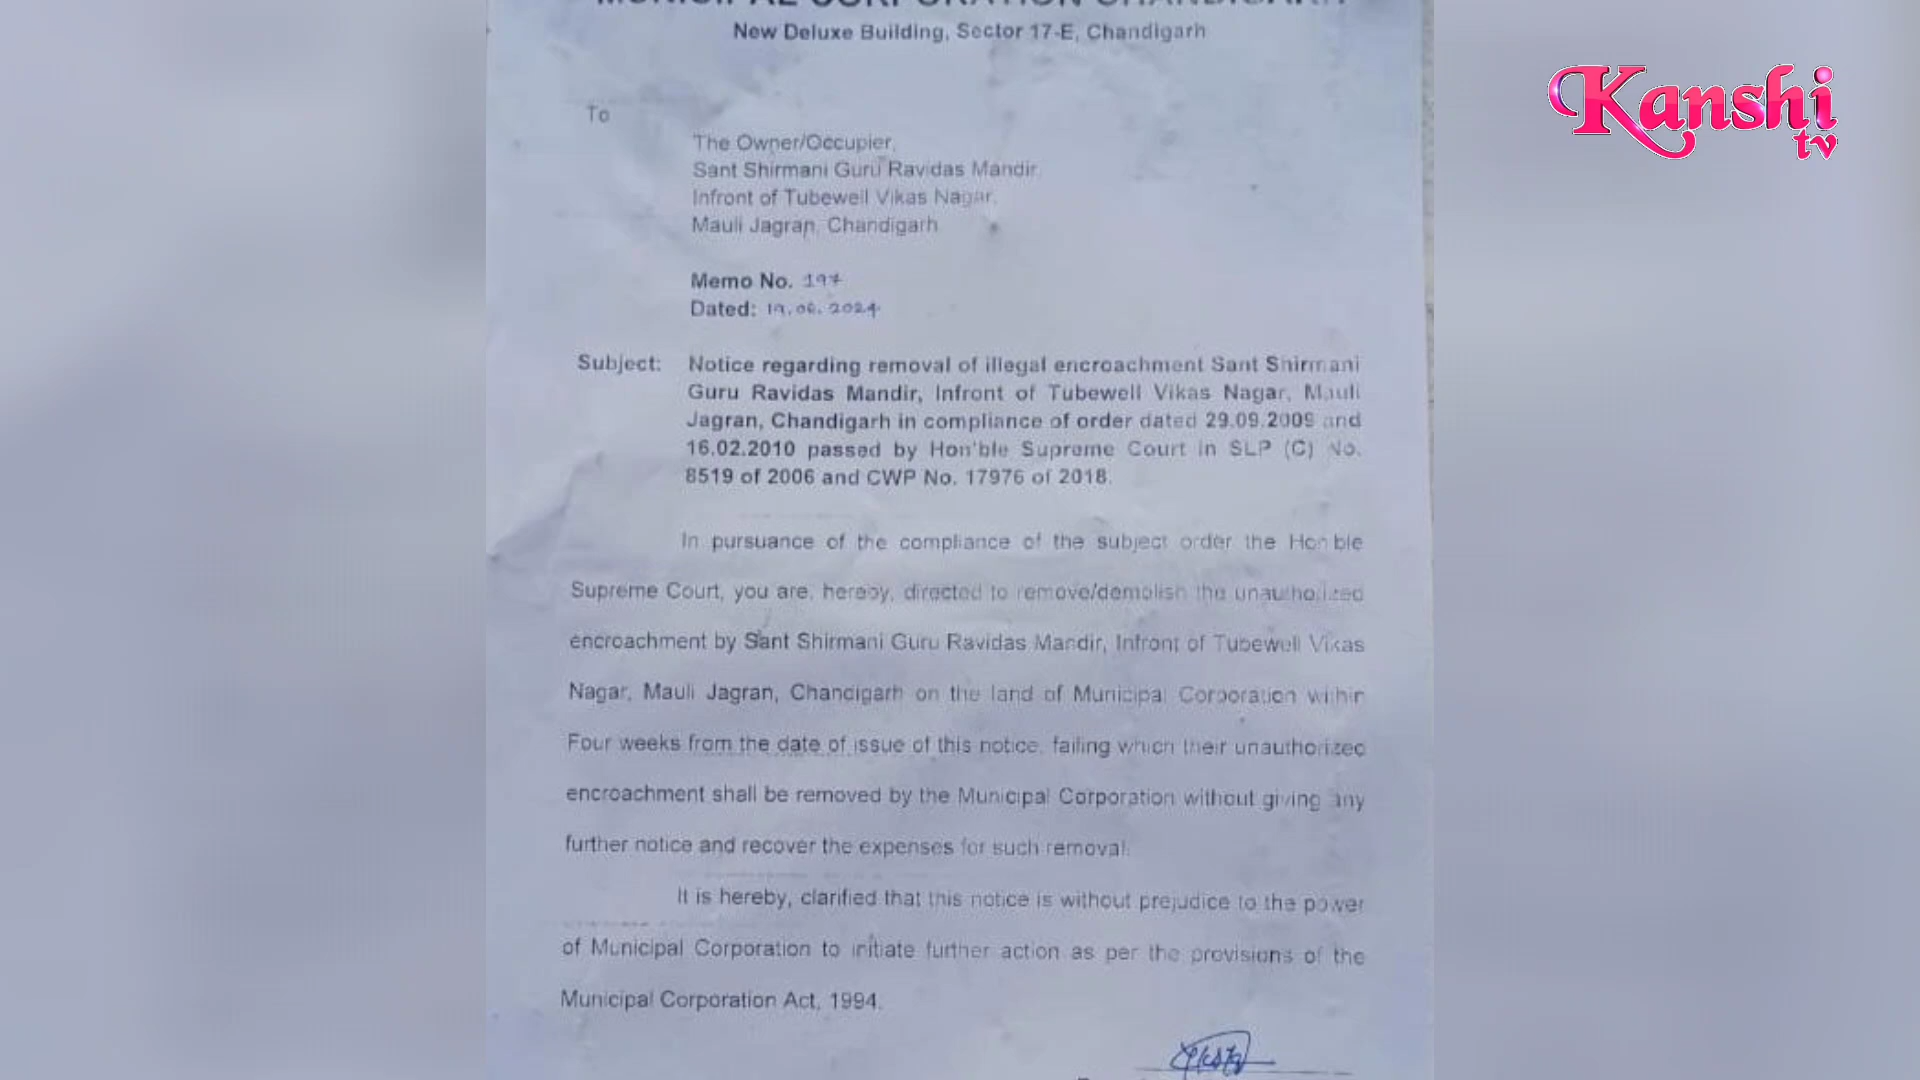 MUNICIPAL CORPORATION CHANDIGARH
New Deluxe Building, Sector 17-E, Chandigarh
Kanshi
tv
To
The Owner/Occupier,
Sant Shirmani Guru Ravidas Mandir,
Infront of Tubewell Vikas Nagar,
Mauli Jagran, Chandigarh
Memo No. 197
Dated: 19.06.2024
Subject: Notice regarding removal of illegal encroachment Sant Shirmani
Guru Ravidas Mandir, Infront of Tubewell Vikas Nagar, Mauli
Jagran, Chandigarh in compliance of order dated 29.09.2009 and
16.02.2010 passed by Hon'ble Supreme Court in SLP (C) No.
8519 of 2006 and CWP No. 17976 of 2018.
In pursuance of the compliance of the subject order the Hon'ble
Supreme Court, you are, hereby, directed to remove/demolish the unauthorized
encroachment by Sant Shirmani Guru Ravidas Mandir, Infront of Tubewell Vikas
Nagar, Mauli Jagran, Chandigarh on the land of Municipal Corporation within
Four weeks from the date of issue of this notice, failing which their unauthorized
encroachment shall be removed by the Municipal Corporation without giving any
further notice and recover the expenses for such removal.
It is hereby, clarified that this notice is without prejudice to the power
of Municipal Corporation to initiate further action as per the provisions of the
Municipal Corporation Act, 1994.